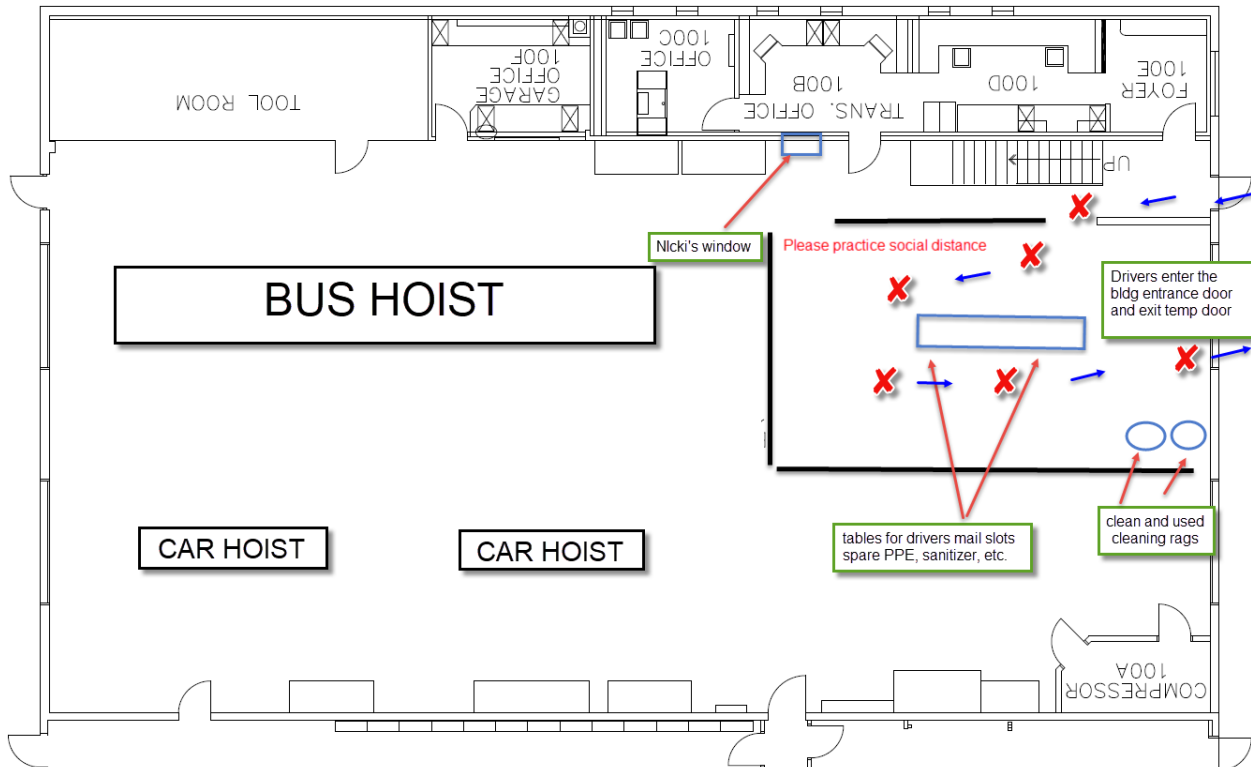 TOOL ROOM
GARAGE
OFFICE
100F
OFFICE
100C
TRANS. OFFICE
100B
100D
FOYER
100E
UP
NIcki's window
Please practice social distance
BUS HOIST
Drivers enter the
bldg entrance door
and exit temp door
CAR HOIST
CAR HOIST
tables for drivers mail slots
spare PPE, sanitizer, etc.
clean and used
cleaning rags
COMPRESSOR
100A